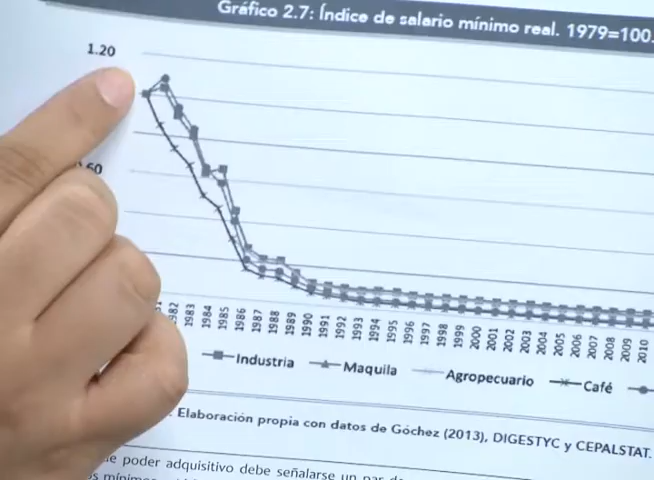 Gráfico 2.7: Índice de salario mínimo real. 1979=100.
1.20
.60
1982 1983 1984 1985 1986 1987 1988 1989 1990 1991 1992 1993 1994 1995 1996 1997 1998 1999 2000 2001 2002 2003 2004 2005 2006 2007 2008 2009 2010
Industria Maquila Agropecuario Café
. Elaboración propia con datos de Góchez (2013), DIGESTYC y CEPALSTAT.
de poder adquisitivo debe señalarse un par de